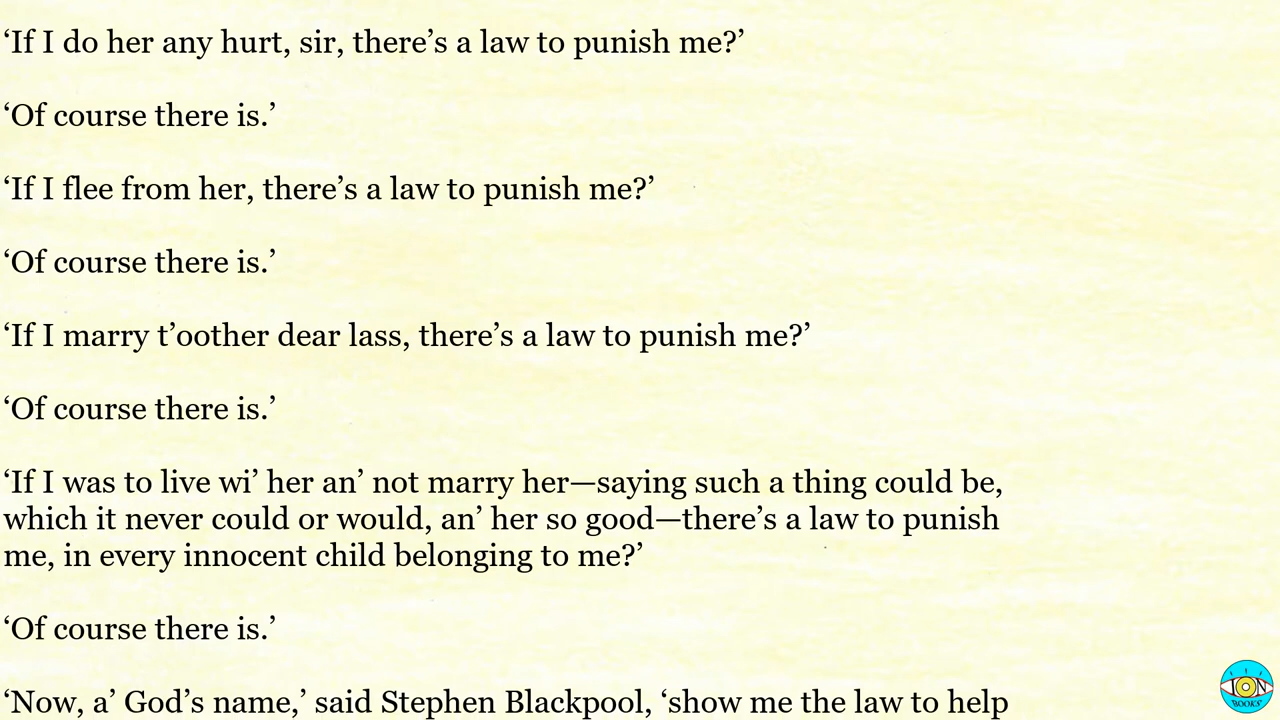 ‘If I do her any hurt, sir, there’s a law to punish me?’
‘Of course there is.’
‘If I flee from her, there’s a law to punish me?’
‘Of course there is.’
‘If I marry t’oother dear lass, there’s a law to punish me?’
‘Of course there is.’
‘If I was to live wi’ her an’ not marry her—saying such a thing could be,
which it never could or would, an’ her so good—there’s a law to punish
me, in every innocent child belonging to me?’
‘Of course there is.’
‘Now, a’ God’s name,’ said Stephen Blackpool, ‘show me the law to help
ION
BOOKS